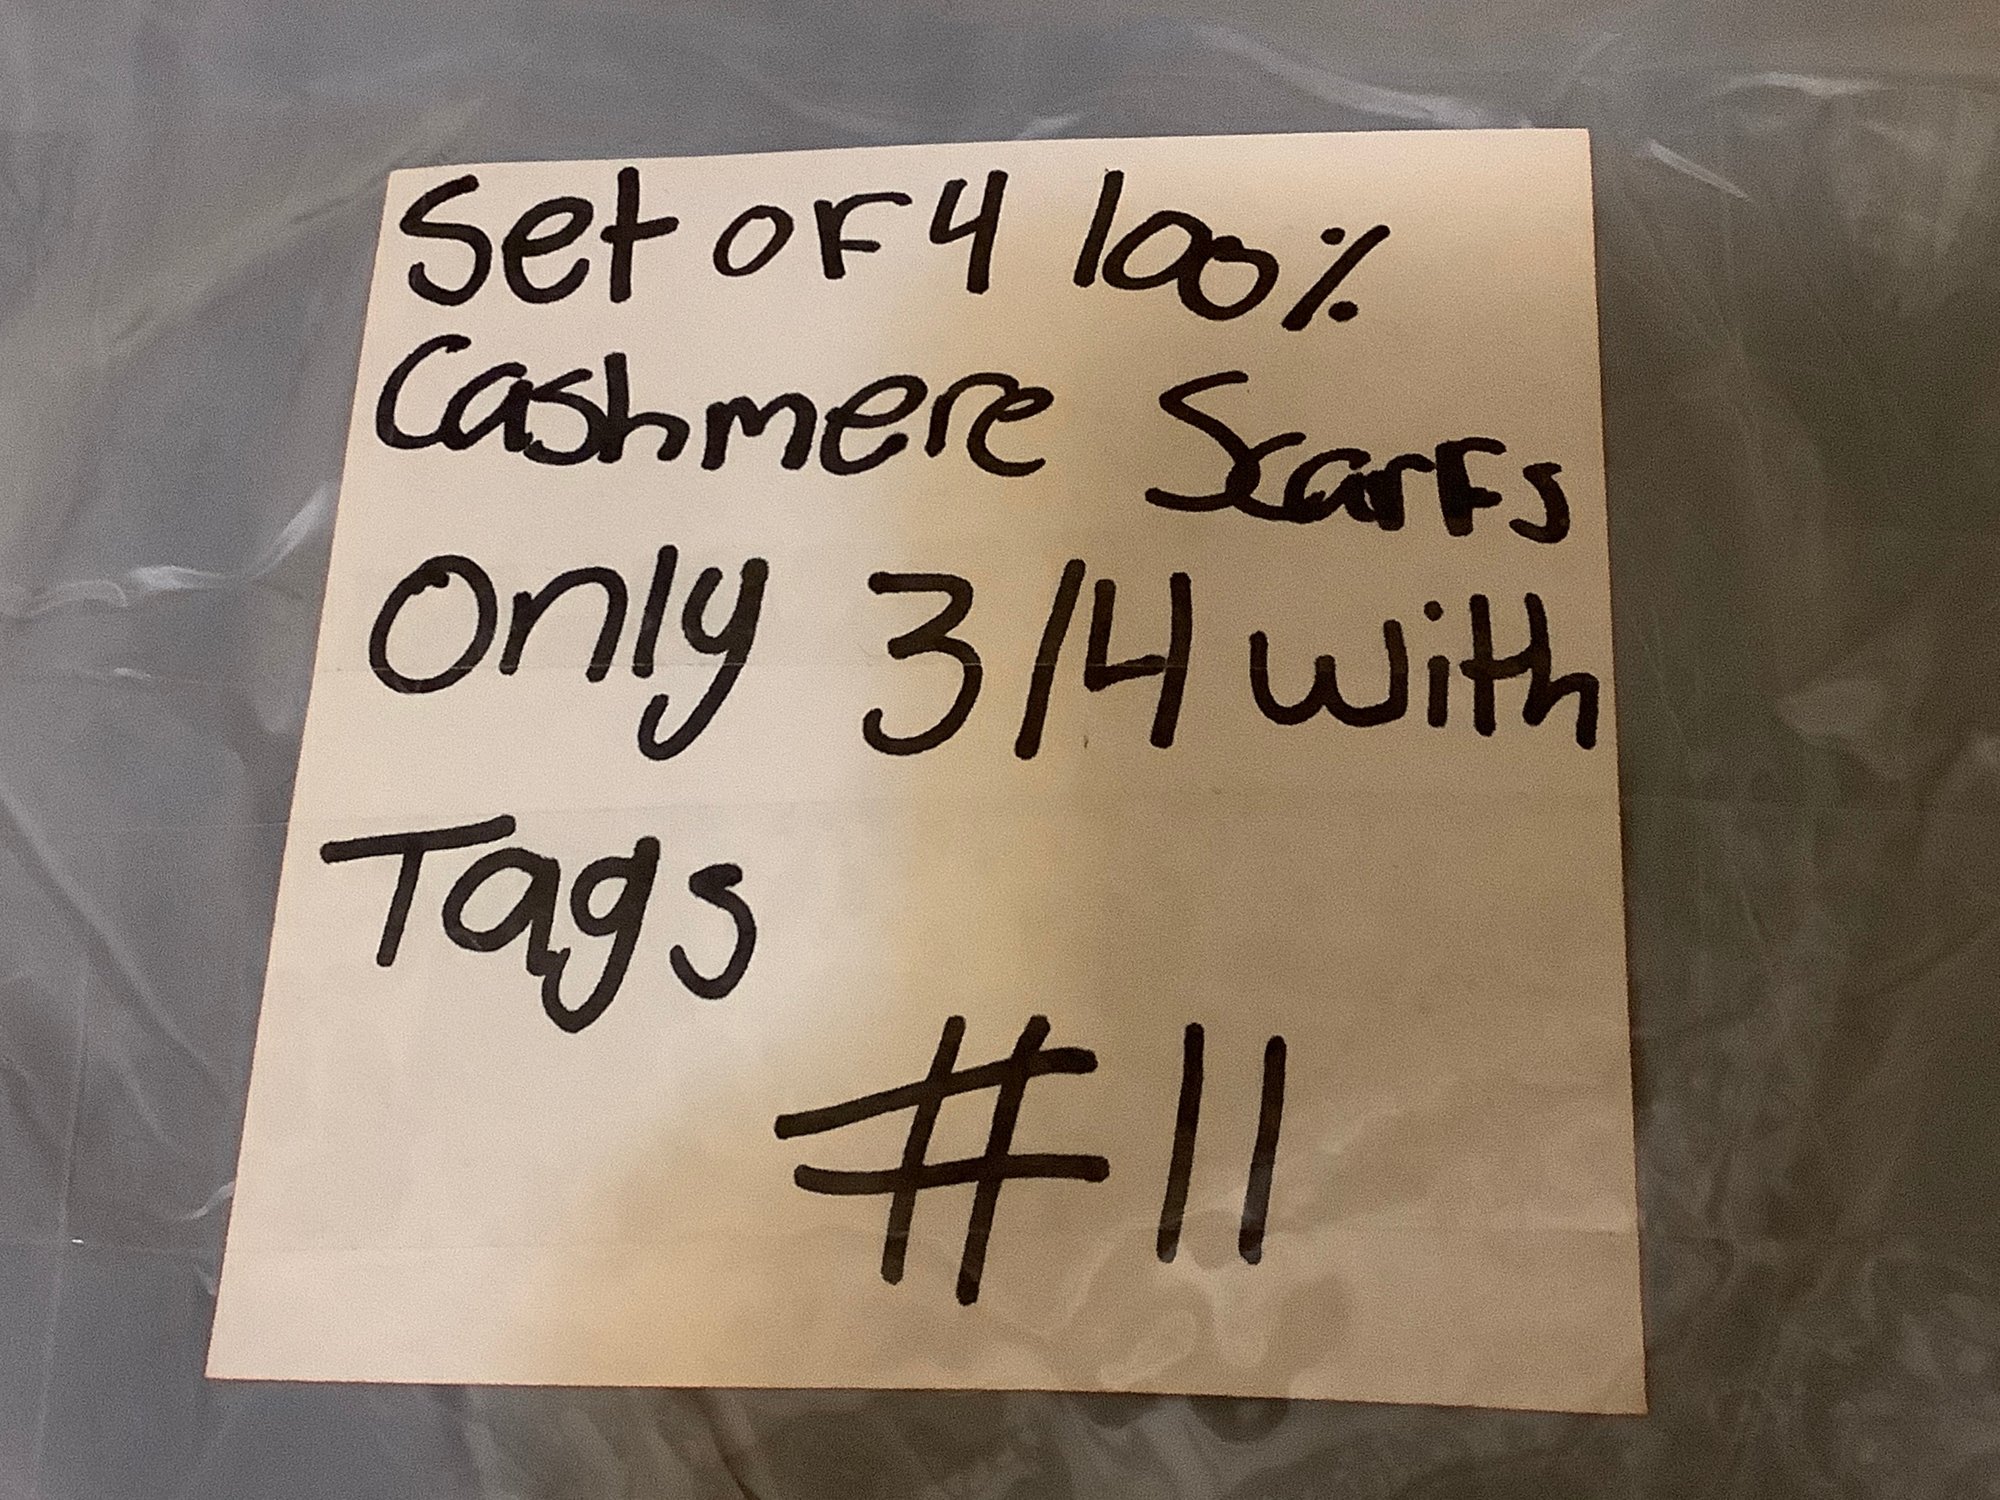 Set of 4 100%
Cashmere Scarfs
Only 3/4 with
Tags
#11